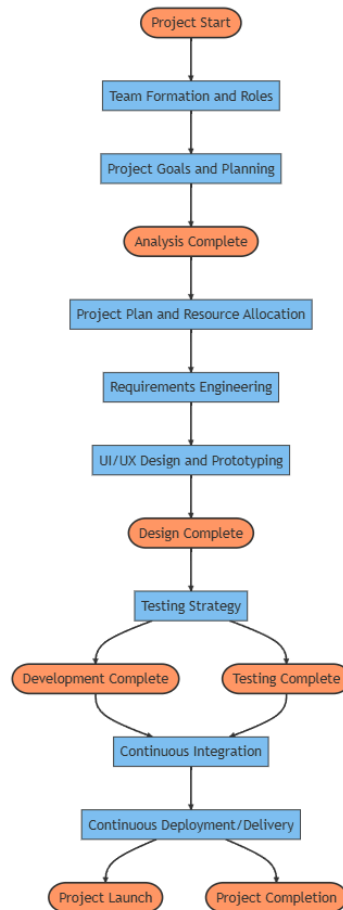 Project Start
Team Formation and Roles
Project Goals and Planning
Analysis Complete
Project Plan and Resource Allocation
Requirements Engineering
UI/UX Design and Prototyping
Design Complete
Testing Strategy
Development Complete
Testing Complete
Continuous Integration
Continuous Deployment/Delivery
Project Launch
Project Completion